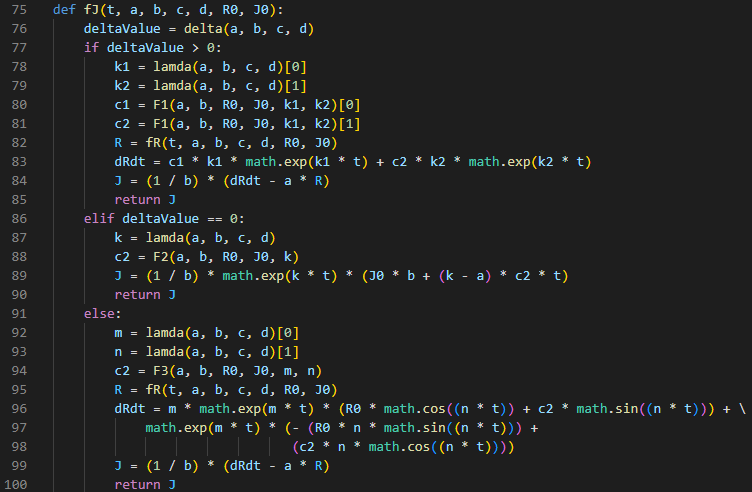 75 def fJ(t, a, b, c, d, R0, J0):
76     deltaValue = delta(a, b, c, d)
77     if deltaValue > 0:
78         k1 = lamda(a, b, c, d)[0]
79         k2 = lamda(a, b, c, d)[1]
80         c1 = F1(a, b, R0, J0, k1, k2)[0]
81         c2 = F1(a, b, R0, J0, k1, k2)[1]
82         R = fR(t, a, b, c, d, R0, J0)
83         dRdt = c1 * k1 * math.exp(k1 * t) + c2 * k2 * math.exp(k2 * t)
84         J = (1 / b) * (dRdt - a * R)
85         return J
86     elif deltaValue == 0:
87         k = lamda(a, b, c, d)
88         c2 = F2(a, b, R0, J0, k)
89         J = (1 / b) * math.exp(k * t) * (J0 * b + (k - a) * c2 * t)
90         return J
91     else:
92         m = lamda(a, b, c, d)[0]
93         n = lamda(a, b, c, d)[1]
94         c2 = F3(a, b, R0, J0, m, n)
95         R = fR(t, a, b, c, d, R0, J0)
96         dRdt = m * math.exp(m * t) * (R0 * math.cos((n * t)) + c2 * math.sin((n * t))) + \
97             math.exp(m * t) * (- (R0 * n * math.sin((n * t))) +
98                                (c2 * n * math.cos((n * t))))
99         J = (1 / b) * (dRdt - a * R)
100         return J